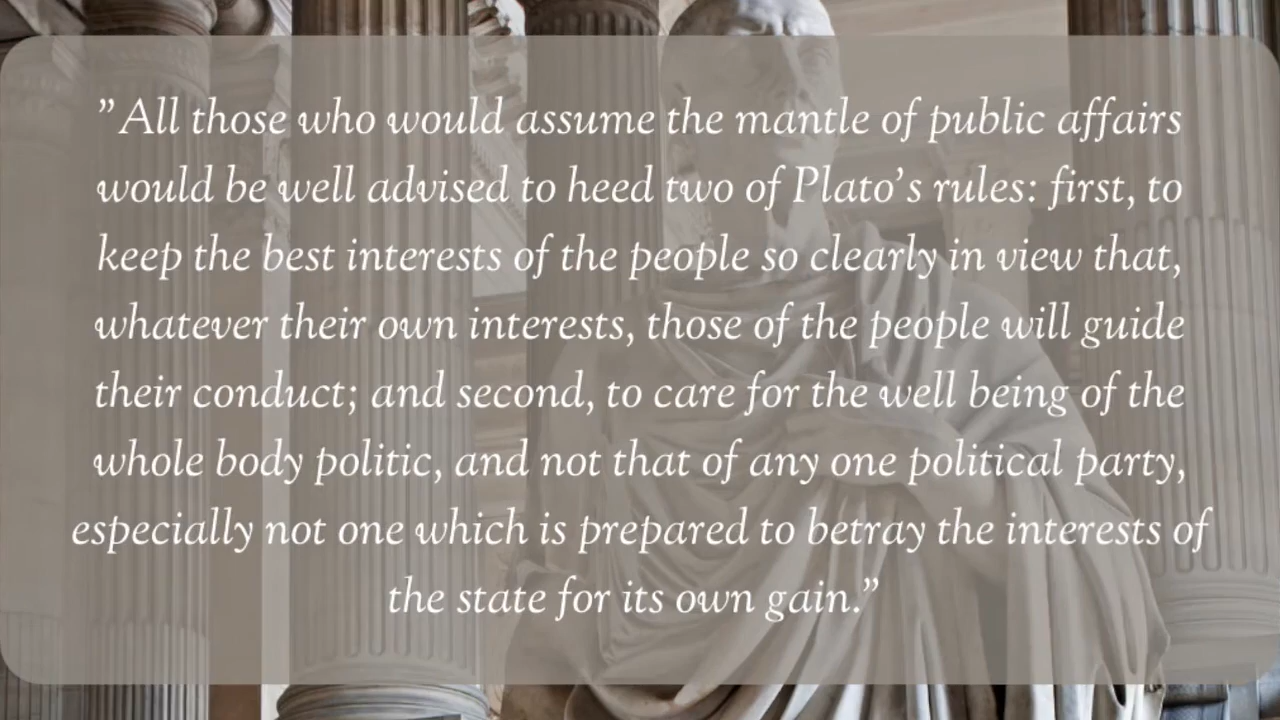 ”All those who would assume the mantle of public affairs
would be well advised to heed two of Plato’s rules: first, to
keep the best interests of the people so clearly in view that,
whatever their own interests, those of the people will guide
their conduct; and second, to care for the well being of the
whole body politic, and not that of any one political party,
especially not one which is prepared to betray the interests of
the state for its own gain.”